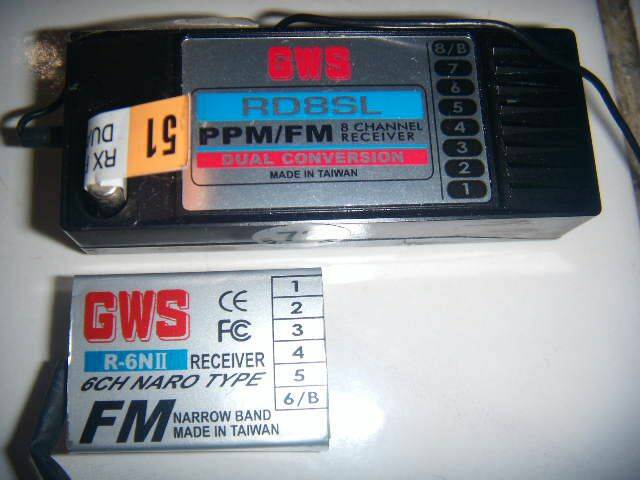 GWS
RD8SL
PPM/FM 8 CHANNEL RECEIVER
DUAL CONVERSION
MADE IN TAIWAN
8/B
7
6
5
4
3
2
1
51
RX
GWS
CE
FC
R-6NII RECEIVER
6CH NARO TYPE
FM NARROW BAND
MADE IN TAIWAN
1
2
3
4
5
6/B